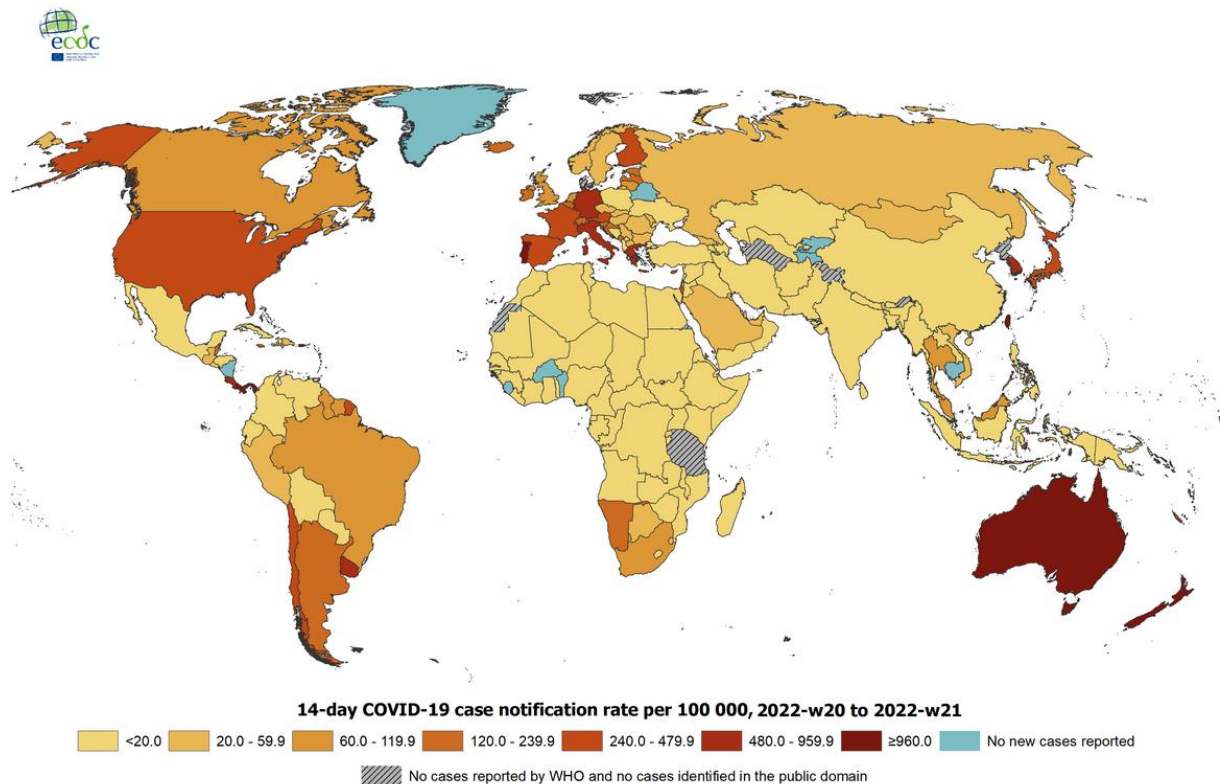 ecdc
14-day COVID-19 case notification rate per 100 000, 2022-w20 to 2022-w21
<20.0 20.0 - 59.9 60.0 - 119.9 120.0 - 239.9 240.0 - 479.9 480.0 - 959.9 ≥960.0 No new cases reported
No cases reported by WHO and no cases identified in the public domain